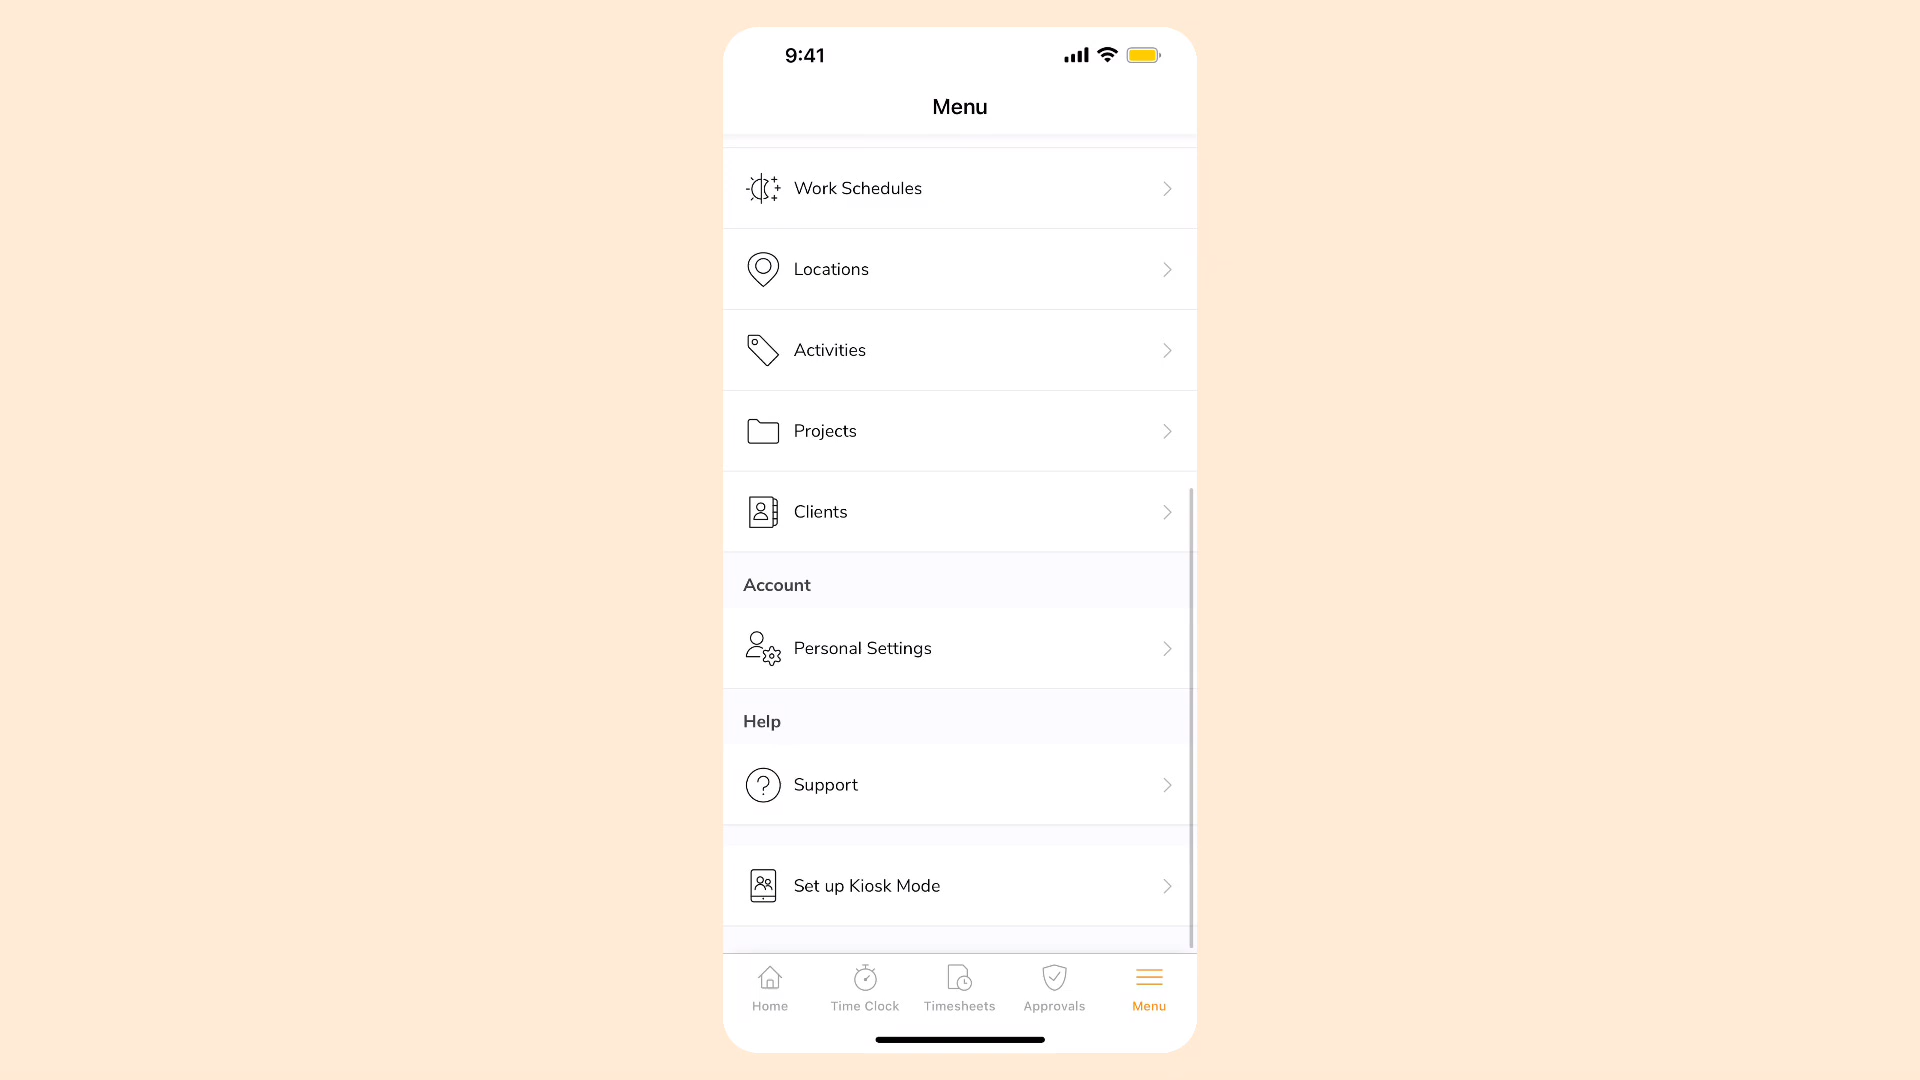 9:41
Menu
Work Schedules
Locations
Activities
Projects
Clients
Account
Personal Settings
Help
Support
Set up Kiosk Mode
Home
Time Clock
Timesheets
Approvals
Menu